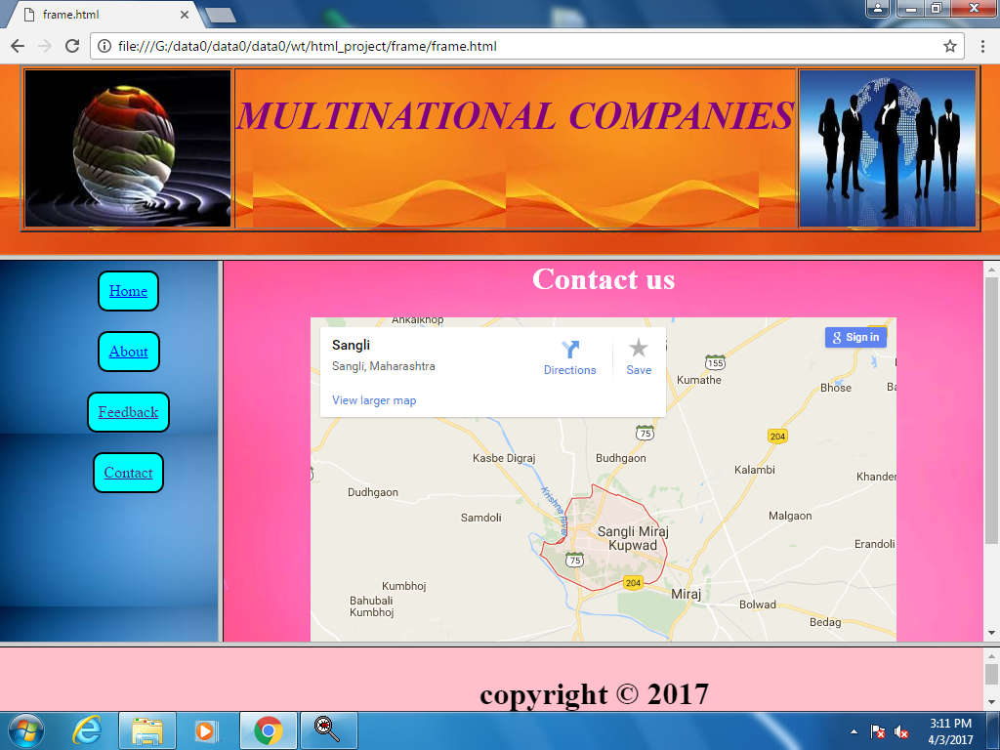 frame.html
file:///G:/data0/data0/data0/wt/html_project/frame/frame.html
MULTINATIONAL COMPANIES
Home
About
Feedback
Contact
Contact us
Ankalkhop
Sangli
Sangli, Maharashtra
Directions
Save
View larger map
Sign in
155
Kumathe
Bhose
75
204
Kasbe Digraj
Budhgaon
Kalambi
Khander
Dudhgaon
Krishna River
Samdoli
Malgaon
Sangli Miraj
Kupwad
Erandoli
75
204
Kumbhoj
Miraj
Bahubali
Kumbhoj
Bolwad
Bedag
copyright © 2017
3:11 PM
4/3/2017